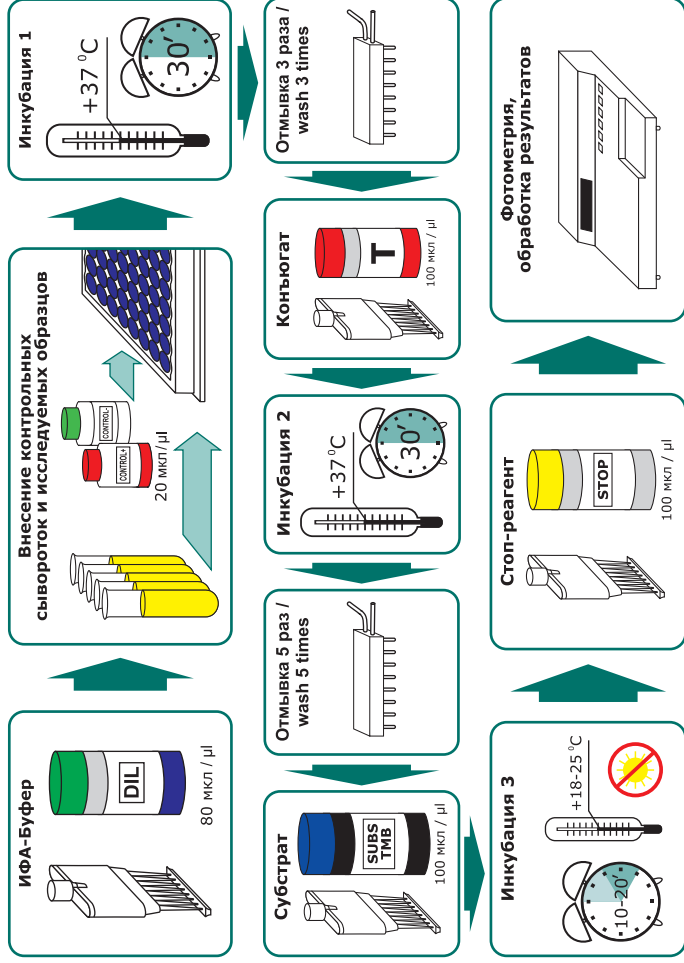 ИФА-Буфер
DIL
80 мкл / µl
Внесение контрольных
сывороток и исследуемых образцов
CONTROL+
CONTROL-
20 мкл/µl
Инкубация 1
+37 °C
30'
Отмывка 3 раза /
wash 3 times
Конъюгат
T
100 мкл / µl
Инкубация 2
+37 °C
30'
Отмывка 5 раз /
wash 5 times
Субстрат
SUBS
TMB
100 мкл / µl
Инкубация 3
10-20'
+18-25 °C
Стоп-реагент
STOP
100 мкл / µl
Фотометрия,
обработка результатов